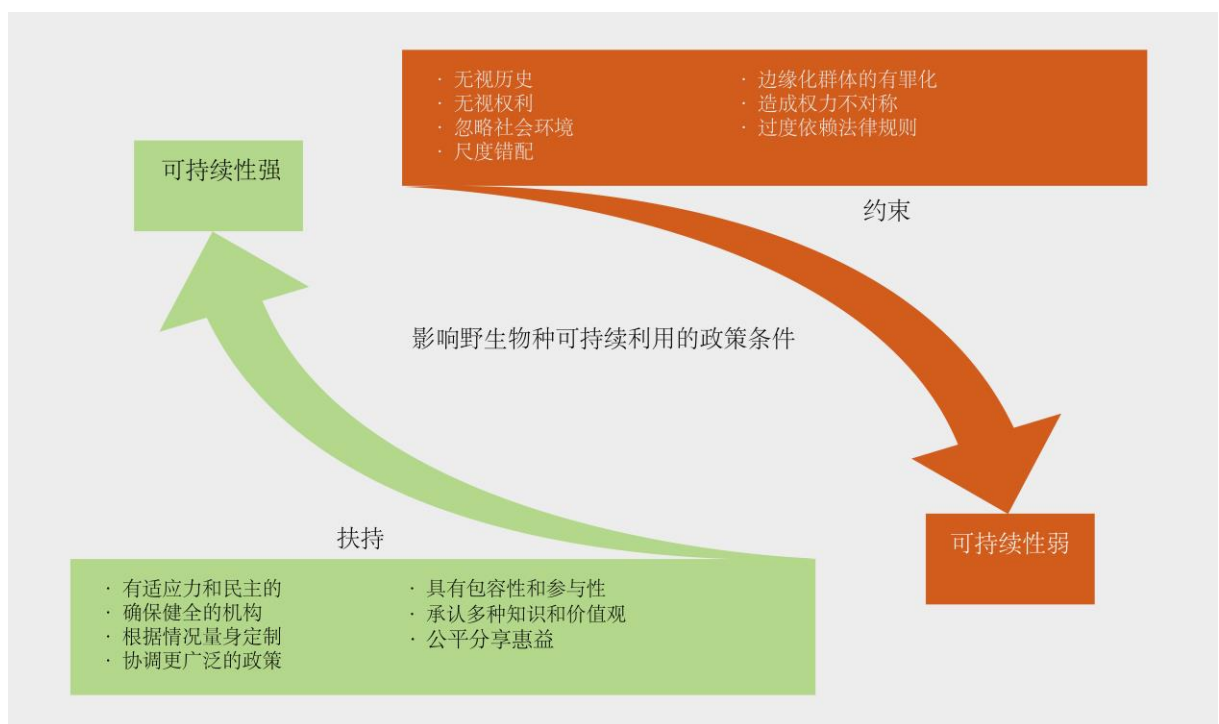 · 无视历史
· 无视权利
· 忽略社会环境
· 尺度错配
· 边缘化群体的有罪化
· 造成权力不对称
· 过度依赖法律规则
可持续性强
约束
影响野生物种可持续利用的政策条件
可持续性弱
扶持
· 有适应力和民主的
· 确保健全的机构
· 根据情况量身定制
· 协调更广泛的政策
· 具有包容性和参与性
· 承认多种知识和价值观
· 公平分享惠益